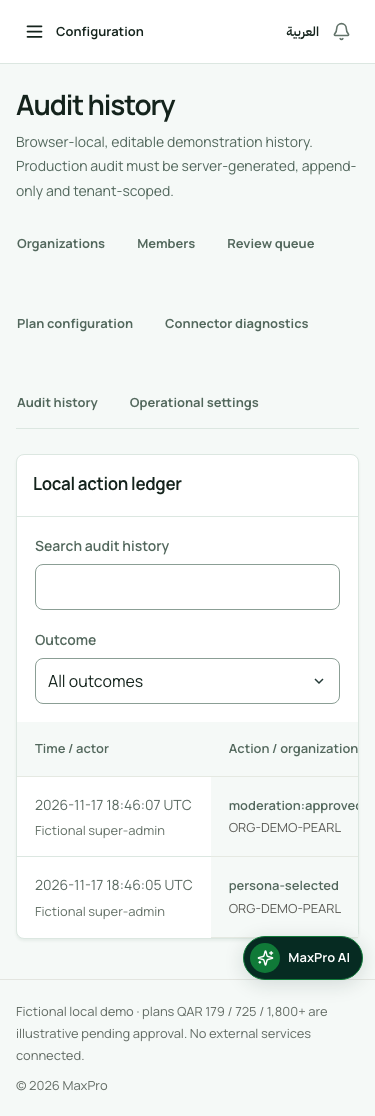 Configuration
العربية
Audit history
Browser-local, editable demonstration history.
Production audit must be server-generated, append-
only and tenant-scoped.
Organizations Members Review queue
Plan configuration Connector diagnostics
Audit history Operational settings
Local action ledger
Search audit history
Outcome
All outcomes
Time / actor Action / organization
2026-11-17 18:46:07 UTC moderation:approved
Fictional super-admin ORG-DEMO-PEARL
2026-11-17 18:46:05 UTC persona-selected
Fictional super-admin ORG-DEMO-PEARL
MaxPro AI
Fictional local demo · plans QAR 179 / 725 / 1,800+ are
illustrative pending approval. No external services
connected.
© 2026 MaxPro